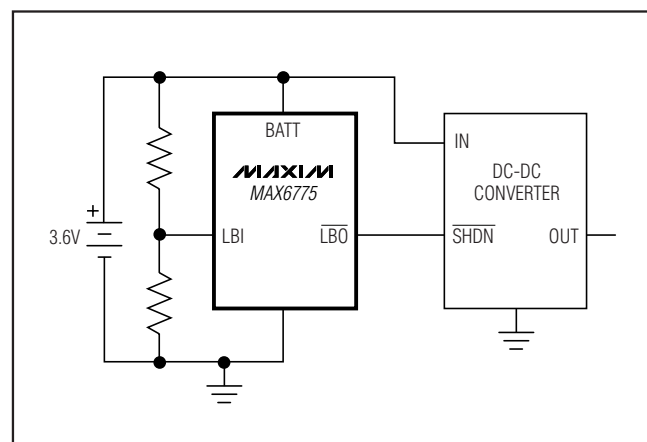 BATT
IN
MAXIM
MAX6775
DC-DC
CONVERTER
+
3.6V
LBI
LBO
SHDN
OUT